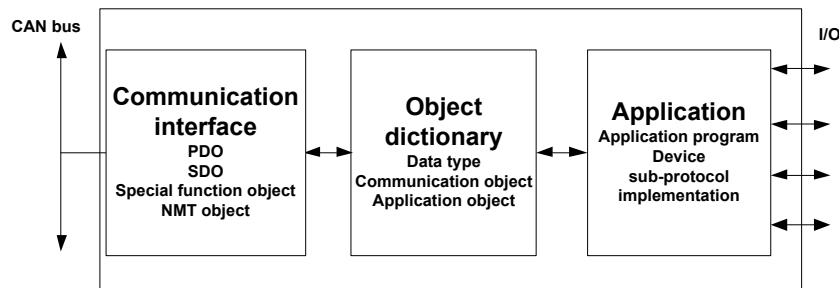 CAN bus
I/O
Communication
interface
PDO
SDO
Special function object
NMT object
Object
dictionary
Data type
Communication object
Application object
Application
Application program
Device
sub-protocol
implementation